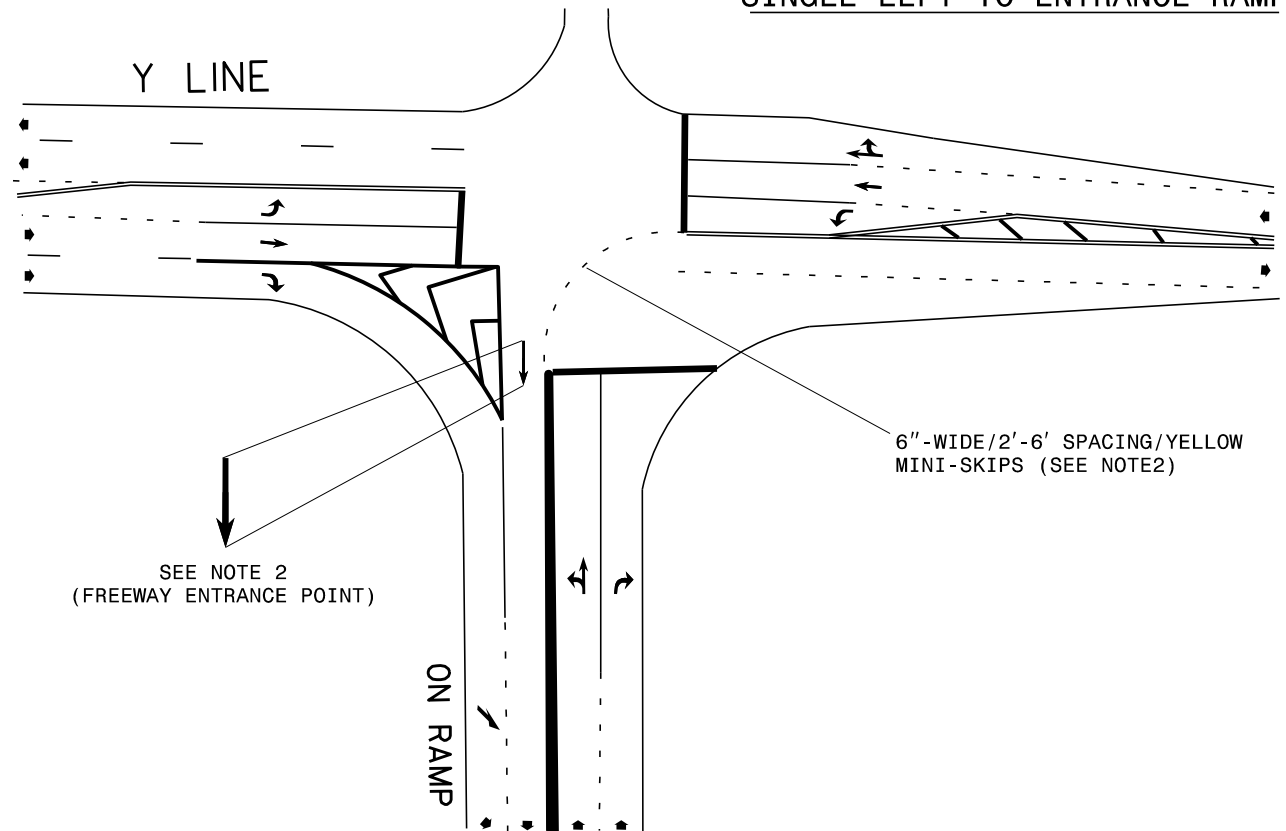 SINGLE LEFT TO ENTRANCE RAMP
Y LINE
6"-WIDE/2'-6' SPACING/YELLOW
MINI-SKIPS (SEE NOTE2)
SEE NOTE 2
(FREEWAY ENTRANCE POINT)
ON RAMP